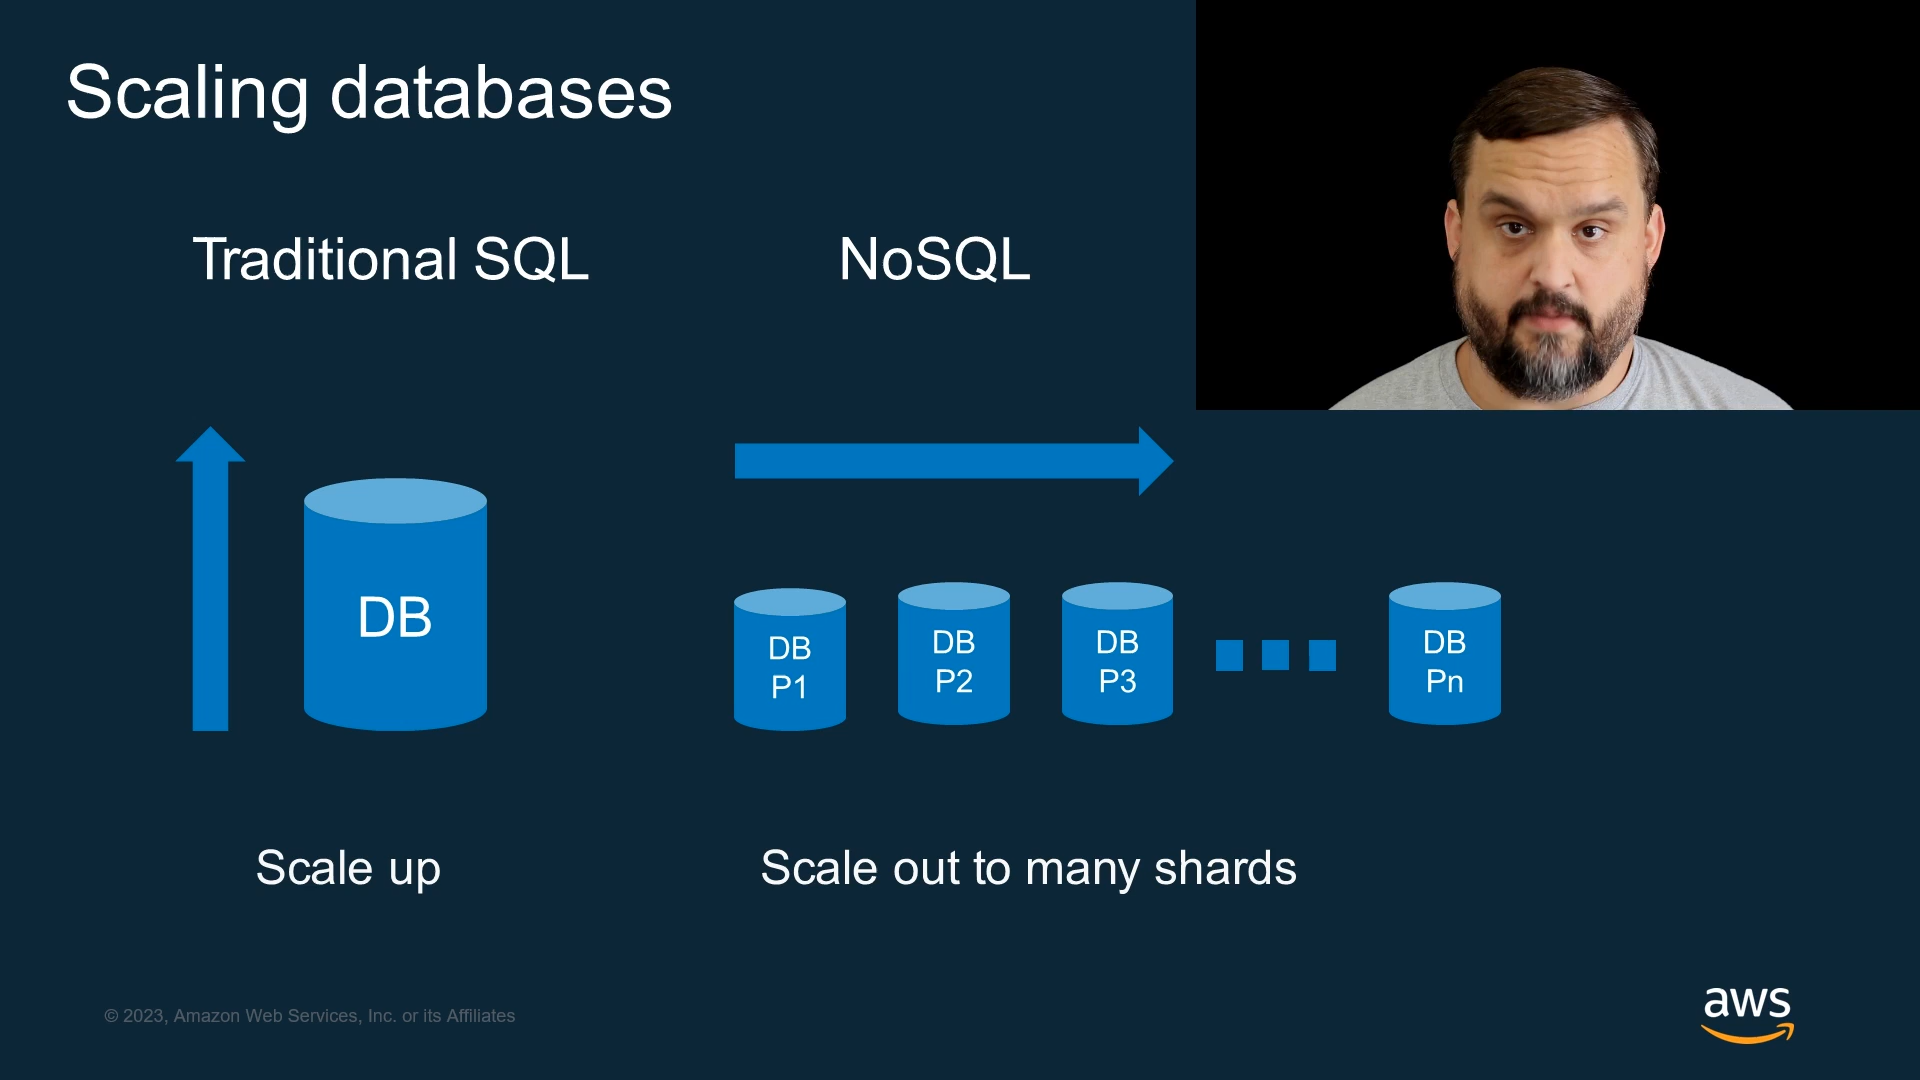 Scaling databases
Traditional SQL
NoSQL
DB
DB
P1
DB
P2
DB
P3
DB
Pn
Scale up
Scale out to many shards
© 2023, Amazon Web Services, Inc. or its Affiliates
aws